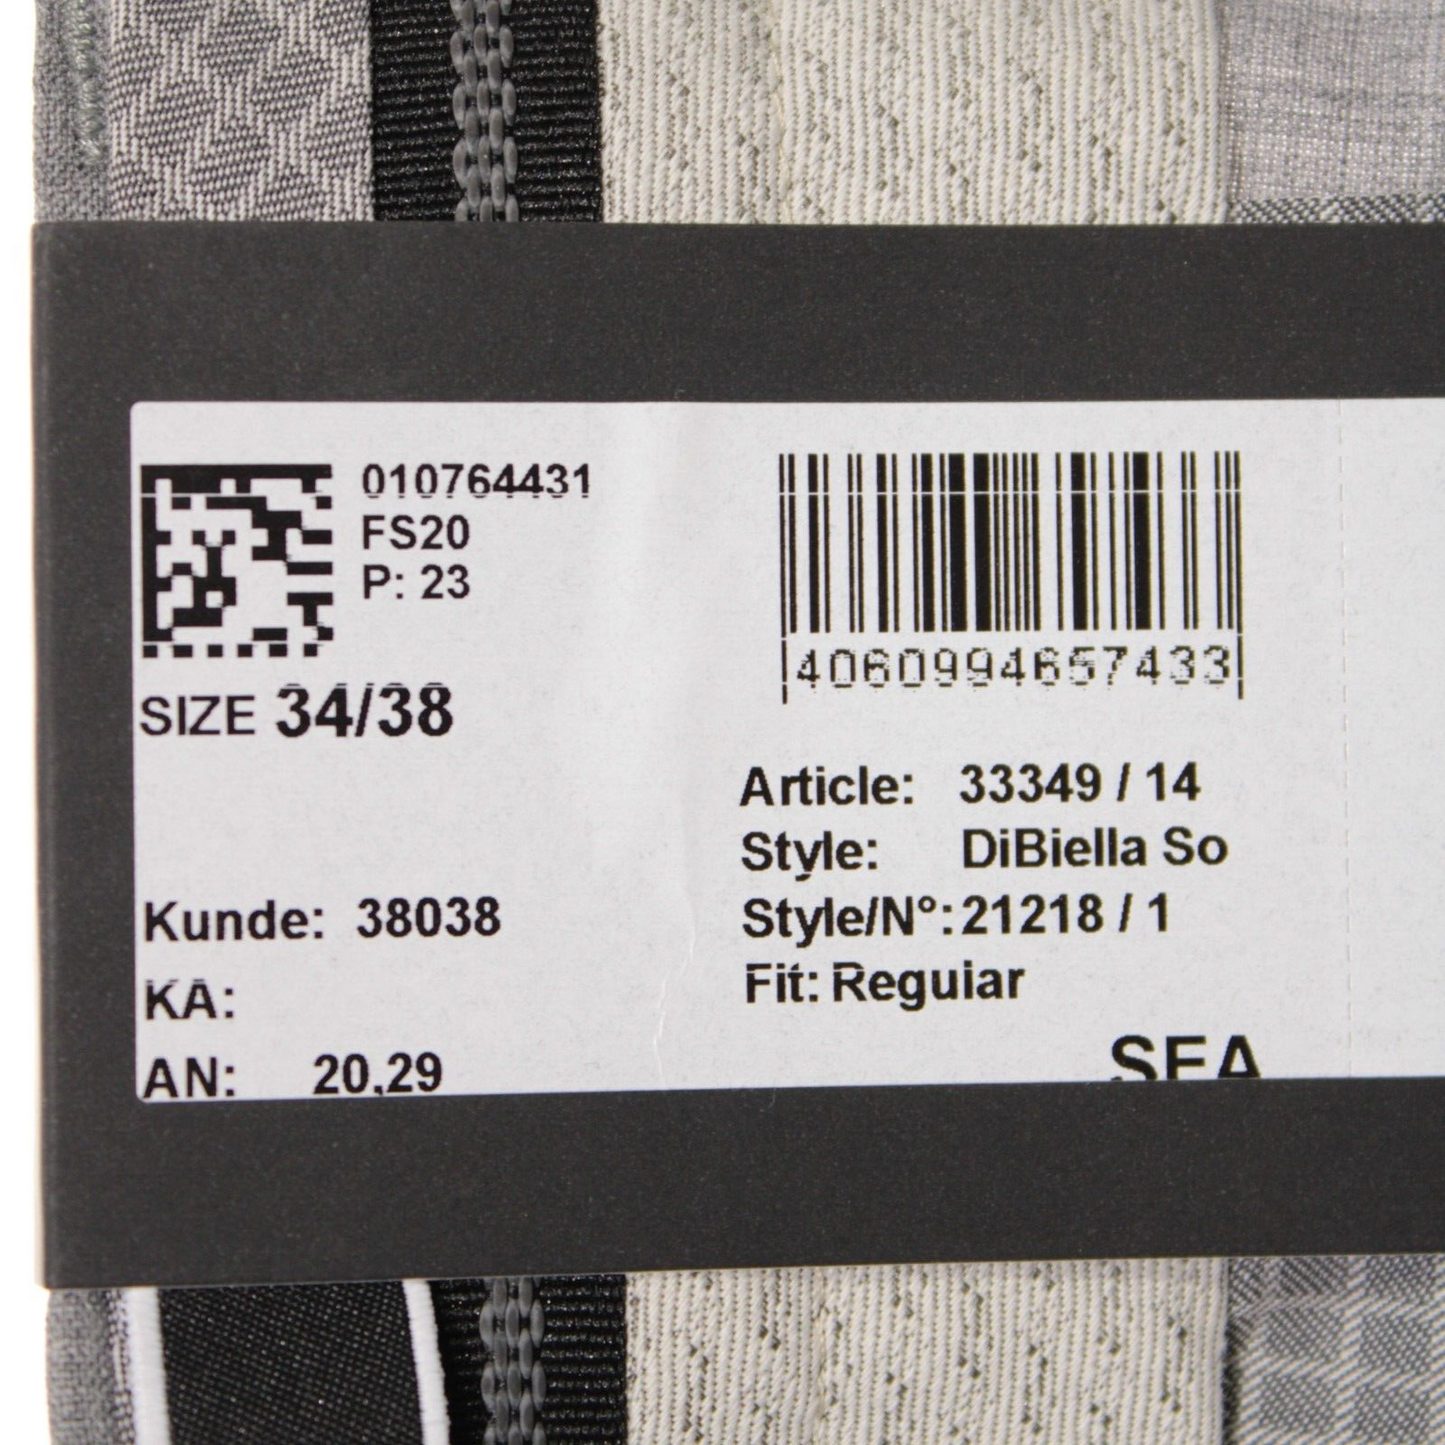 010764431
FS20
P: 23
SIZE 34/38
Kunde: 38038
KA:
AN: 20,29
4060994657433
Article: 33349 / 14
Style: DiBiella So
Style/N°: 21218 / 1
Fit: Regular
SEA